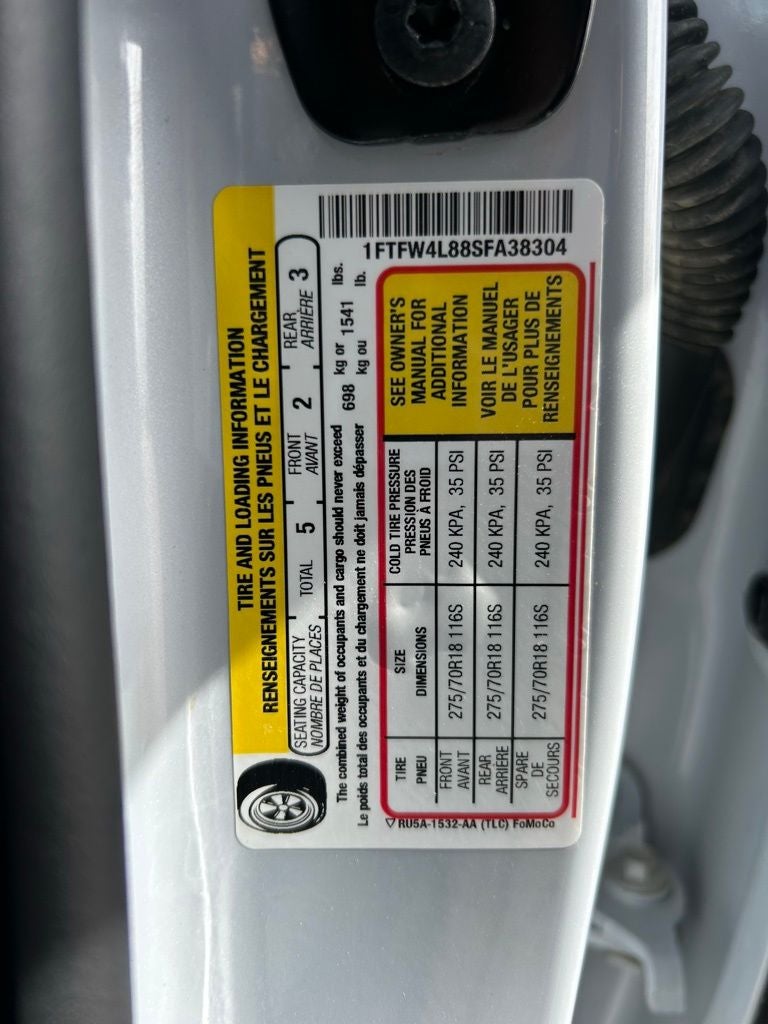 TIRE AND LOADING INFORMATION
RENSEIGNEMENTS SUR LES PNEUS ET LE CHARGEMENT
SEATING CAPACITY TOTAL 5 FRONT 2 REAR 3
NOMBRE DE PLACES AVANT ARRIÈRE
The combined weight of occupants and cargo should never exceed 698 kg or 1541 lbs.
Le poids total des occupants et du chargement ne doit jamais dépasser kg ou lb.
1FTFW4L88SFA38304
TIRE SIZE COLD TIRE PRESSURE
PNEU DIMENSIONS PRESSION DES
PNEUS À FROID
FRONT 275/70R18 116S 240 KPA, 35 PSI
AVANT
REAR 275/70R18 116S 240 KPA, 35 PSI
ARRIÈRE
SPARE 275/70R18 116S 240 KPA, 35 PSI
DE
SECOURS
SEE OWNER'S
MANUAL FOR
ADDITIONAL
INFORMATION
VOIR LE MANUEL
DE L'USAGER
POUR PLUS DE
RENSEIGNEMENTS
RU5A-1532-AA (TLC) FoMoCo